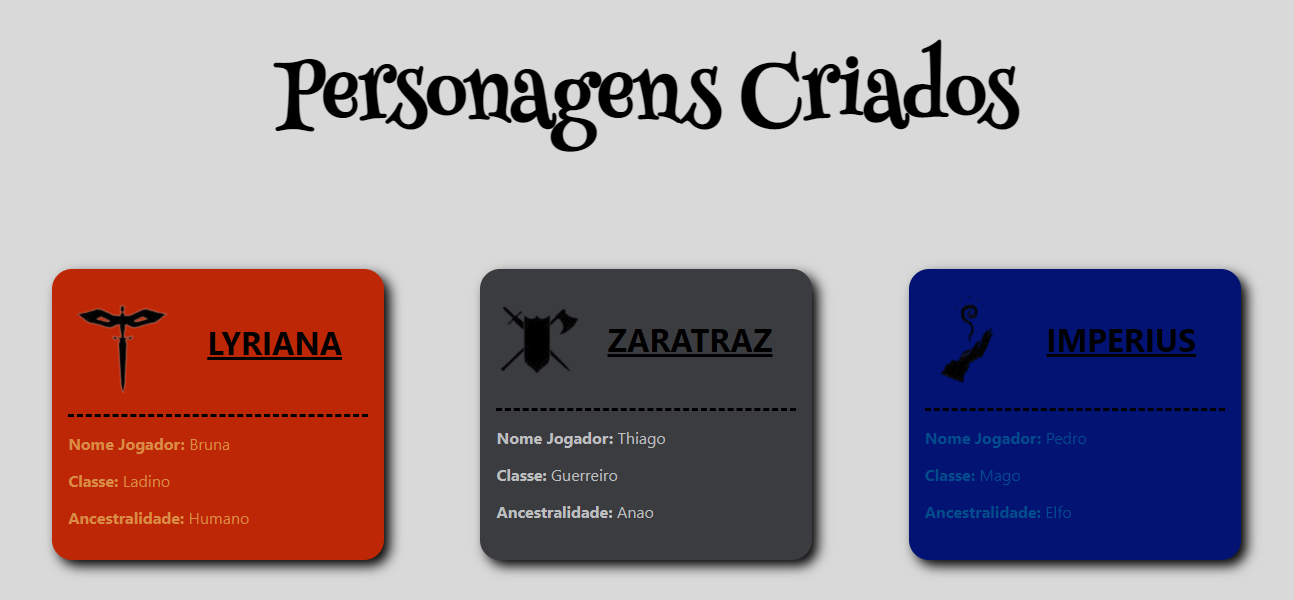 Personagens Criados
LYRIANA
Nome Jogador: Bruna
Classe: Ladino
Ancestralidade: Humano
ZARATRAZ
Nome Jogador: Thiago
Classe: Guerreiro
Ancestralidade: Anao
IMPERIUS
Nome Jogador: Pedro
Classe: Mago
Ancestralidade: Elfo